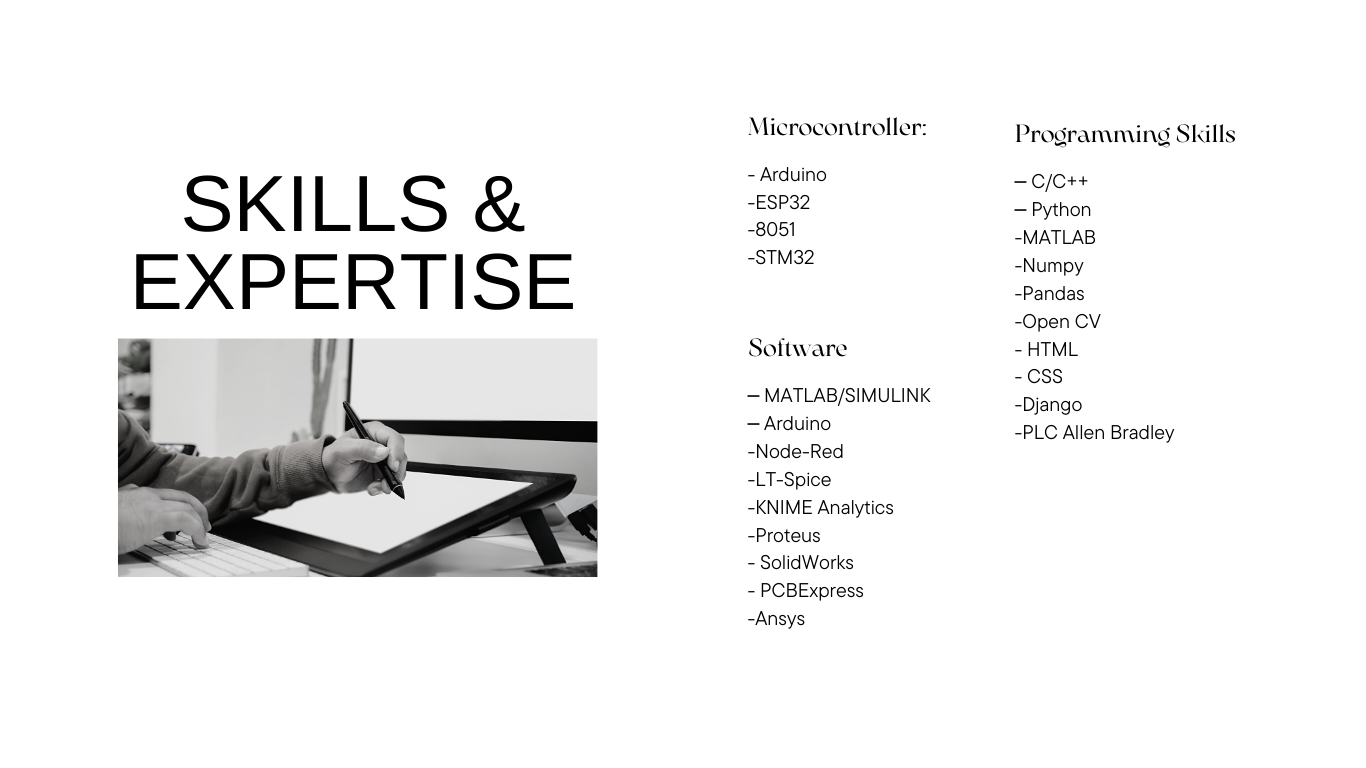 SKILLS &
EXPERTISE
Microcontroller:
- Arduino
-ESP32
-8051
-STM32
Software
– MATLAB/SIMULINK
– Arduino
-Node-Red
-LT-Spice
-KNIME Analytics
-Proteus
- SolidWorks
- PCBExpress
-Ansys
Programming Skills
– C/C++
– Python
-MATLAB
-Numpy
-Pandas
-Open CV
- HTML
- CSS
-Django
-PLC Allen Bradley